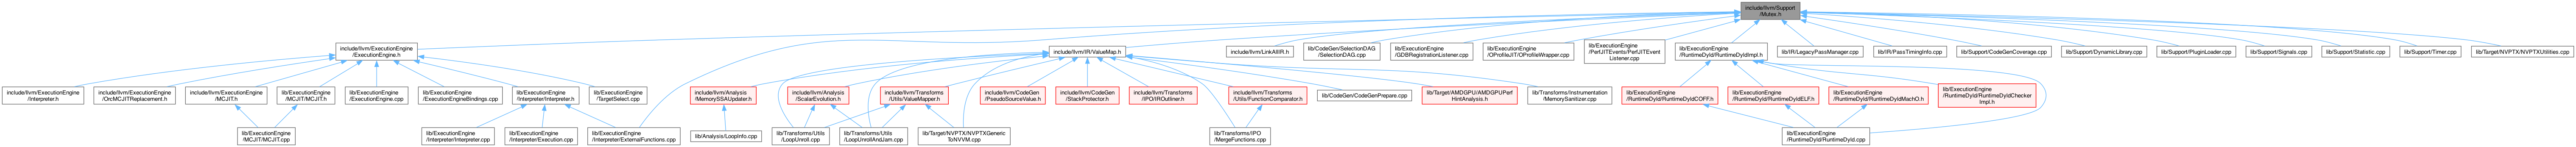 include/llvm/Support
/Mutex.h
include/llvm/ExecutionEngine
/ExecutionEngine.h
include/llvm/IR/ValueMap.h
include/llvm/LinkAllIR.h
lib/CodeGen/SelectionDAG
/SelectionDAG.cpp
lib/ExecutionEngine
/GDBRegistrationListener.cpp
lib/ExecutionEngine
/OProfileJIT/OProfileWrapper.cpp
lib/ExecutionEngine
/PerfJITEvents/PerfJITEvent
Listener.cpp
lib/ExecutionEngine
/RuntimeDyld/RuntimeDyldImpl.h
lib/IR/LegacyPassManager.cpp
lib/IR/PassTimingInfo.cpp
lib/Support/CodeGenCoverage.cpp
lib/Support/DynamicLibrary.cpp
lib/Support/PluginLoader.cpp
lib/Support/Signals.cpp
lib/Support/Statistic.cpp
lib/Support/Timer.cpp
lib/Target/NVPTX/NVPTXUtilities.cpp
include/llvm/ExecutionEngine
/Interpreter.h
include/llvm/ExecutionEngine
/OrcMCJITReplacement.h
include/llvm/ExecutionEngine
/MCJIT.h
lib/ExecutionEngine
/MCJIT/MCJIT.h
lib/ExecutionEngine
/ExecutionEngine.cpp
lib/ExecutionEngine
/ExecutionEngineBindings.cpp
lib/ExecutionEngine
/Interpreter/Interpreter.h
lib/ExecutionEngine
/TargetSelect.cpp
include/llvm/Analysis
/MemorySSAUpdater.h
include/llvm/Analysis
/ScalarEvolution.h
include/llvm/Transforms
/Utils/ValueMapper.h
include/llvm/CodeGen
/PseudoSourceValue.h
include/llvm/CodeGen
/StackProtector.h
include/llvm/Transforms
/IPO/IROutliner.h
include/llvm/Transforms
/Utils/FunctionComparator.h
lib/CodeGen/CodeGenPrepare.cpp
lib/Target/AMDGPU/AMDGPUPerf
HintAnalysis.h
lib/Transforms/Instrumentation
/MemorySanitizer.cpp
lib/ExecutionEngine
/RuntimeDyld/RuntimeDyldCOFF.h
lib/ExecutionEngine
/RuntimeDyld/RuntimeDyldELF.h
lib/ExecutionEngine
/RuntimeDyld/RuntimeDyldMachO.h
lib/ExecutionEngine
/RuntimeDyld/RuntimeDyldChecker
Impl.h
lib/ExecutionEngine
/MCJIT/MCJIT.cpp
lib/ExecutionEngine
/Interpreter/Interpreter.cpp
lib/ExecutionEngine
/Interpreter/Execution.cpp
lib/ExecutionEngine
/Interpreter/ExternalFunctions.cpp
lib/Analysis/LoopInfo.cpp
lib/Transforms/Utils
/LoopUnroll.cpp
lib/Transforms/Utils
/LoopUnrollAndJam.cpp
lib/Target/NVPTX/NVPTXGeneric
ToNVVM.cpp
lib/Transforms/IPO
/MergeFunctions.cpp
lib/ExecutionEngine
/RuntimeDyld/RuntimeDyld.cpp